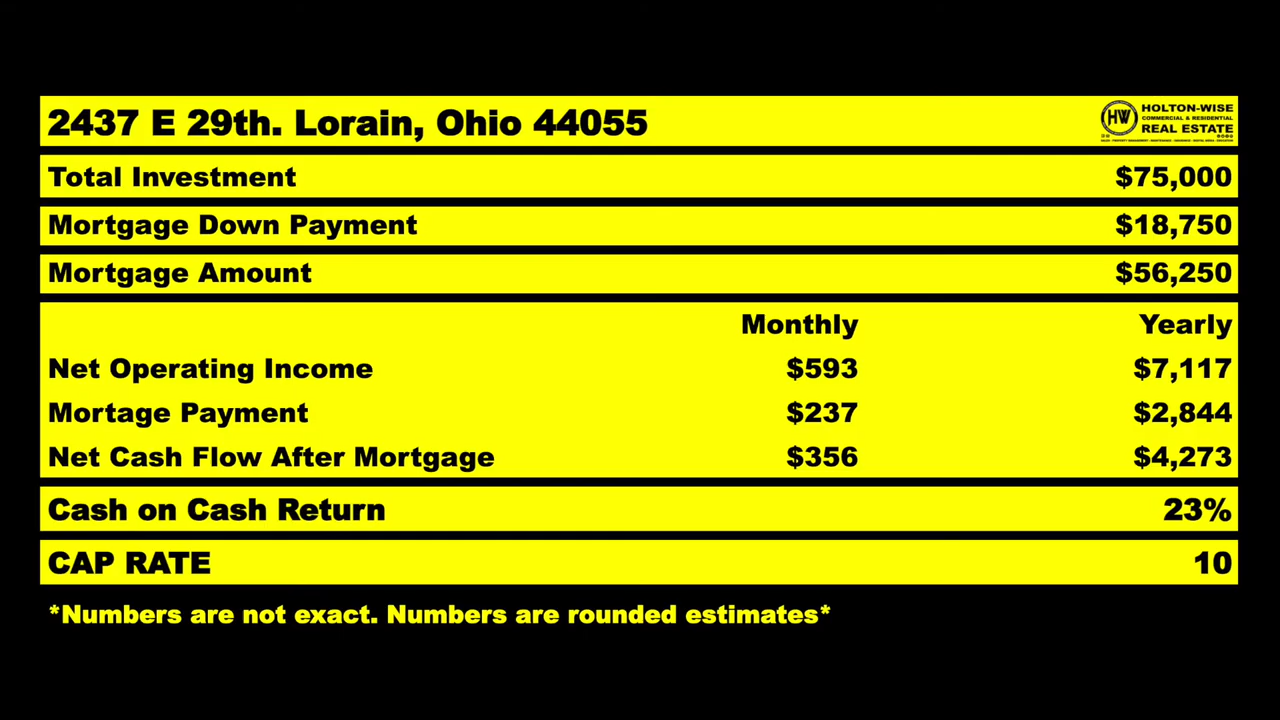 2437 E 29th. Lorain, Ohio 44055
HOLTON-WISE
COMMERCIAL & RESIDENTIAL
REAL ESTATE
HW
Total Investment $75,000
Mortgage Down Payment $18,750
Mortgage Amount $56,250
Monthly Yearly
Net Operating Income $593 $7,117
Mortage Payment $237 $2,844
Net Cash Flow After Mortgage $356 $4,273
Cash on Cash Return 23%
CAP RATE 10
*Numbers are not exact. Numbers are rounded estimates*